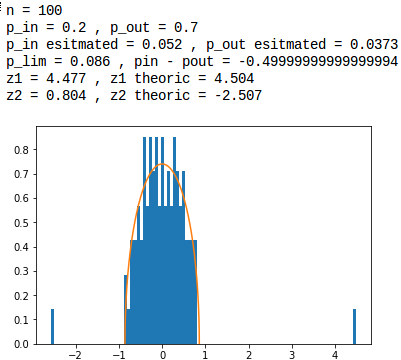 n = 100
p_in = 0.2 , p_out = 0.7
p_in esitmated = 0.052 , p_out esitmated = 0.0373
p_lim = 0.086 , pin - pout = -0.49999999999999994
z1 = 4.477 , z1 theoric = 4.504
z2 = 0.804 , z2 theoric = -2.507
0.8
0.7
0.6
0.5
0.4
0.3
0.2
0.1
0.0
−2 −1 0 1 2 3 4